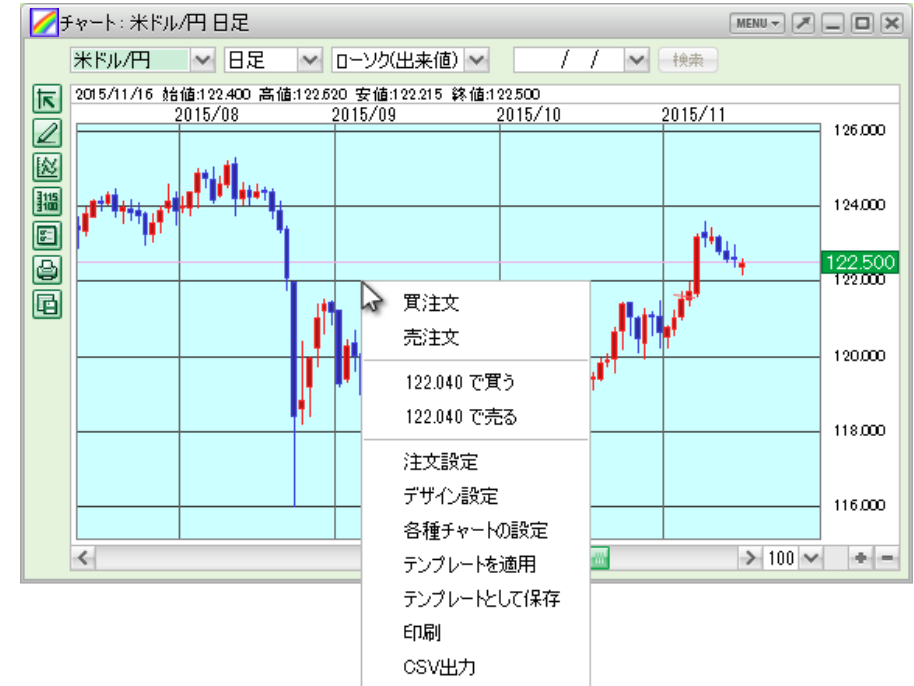 チャート: 米ドル/円 日足
MENU
米ドル/円 日足 ローソク(出来値) / / 検索
2015/11/16 始値:122.400 高値:122.620 安値:122.215 終値:122.500
2015/08 2015/09 2015/10 2015/11
126.000
124.000
122.500
122.000
120.000
118.000
116.000
115
100
買注文
売注文
122.040 で買う
122.040 で売る
注文設定
デザイン設定
各種チャートの設定
テンプレートを適用
テンプレートとして保存
印刷
CSV出力
100